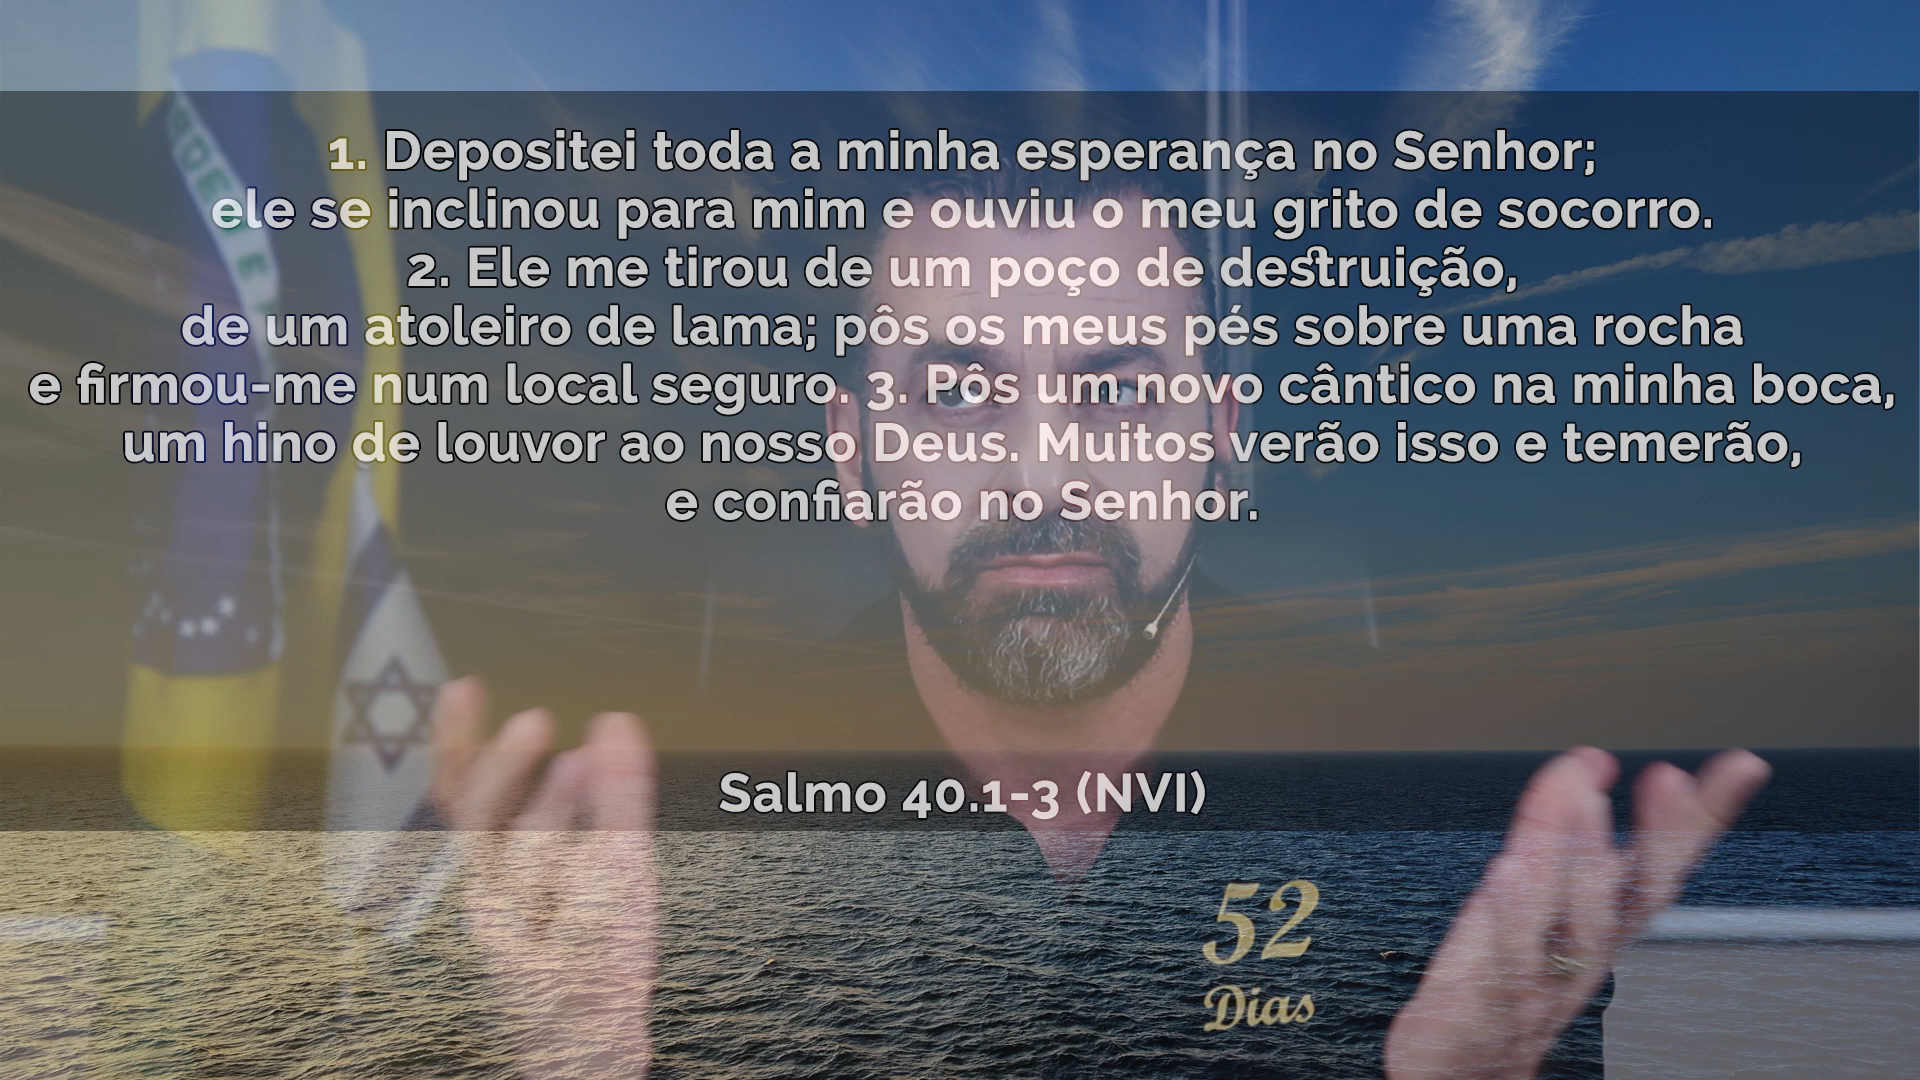 1. Depositei toda a minha esperança no Senhor;
ele se inclinou para mim e ouviu o meu grito de socorro.
2. Ele me tirou de um poço de destruição,
de um atoleiro de lama; pôs os meus pés sobre uma rocha
e firmou-me num local seguro. 3. Pôs um novo cântico na minha boca,
um hino de louvor ao nosso Deus. Muitos verão isso e temerão,
e confiarão no Senhor.
Salmo 40.1-3 (NVI)
52
Dias